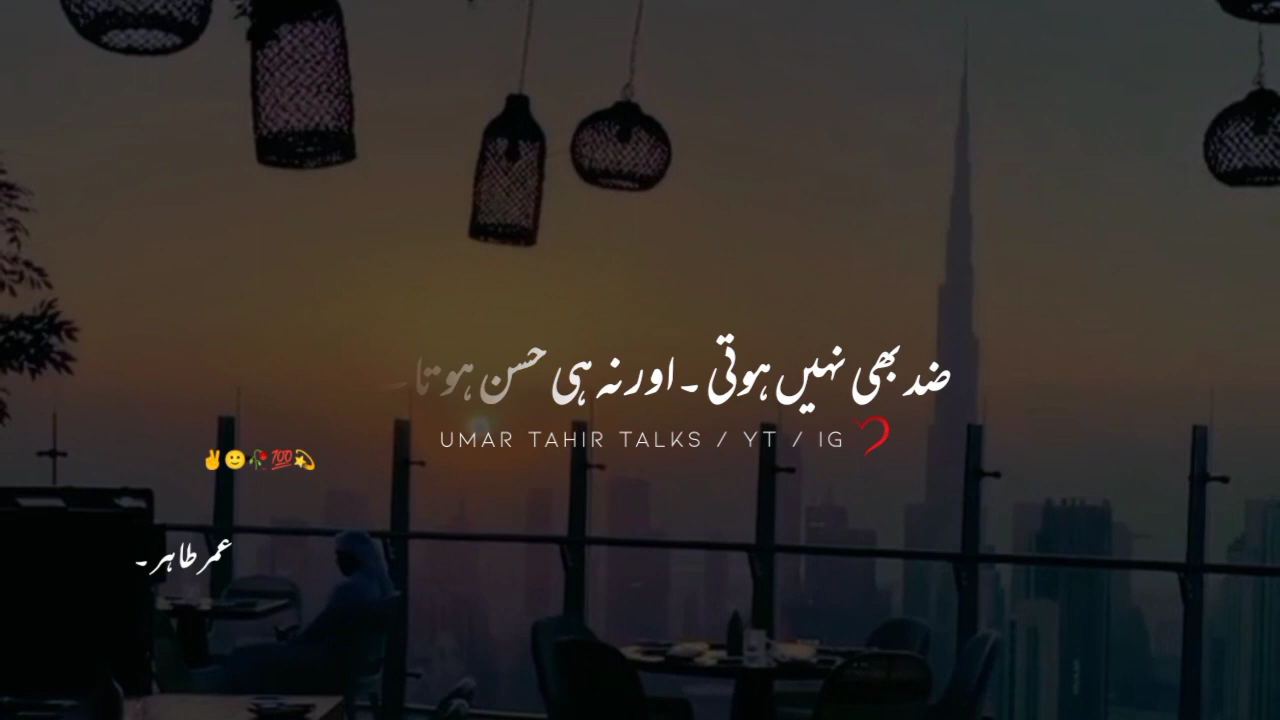 ضد بھی نہیں ہوتی ۔ اور نہ ہی حسن ہوتا
UMAR TAHIR TALKS / YT / IG
✌️🙂🥀💯💫
عمر طاہر ۔